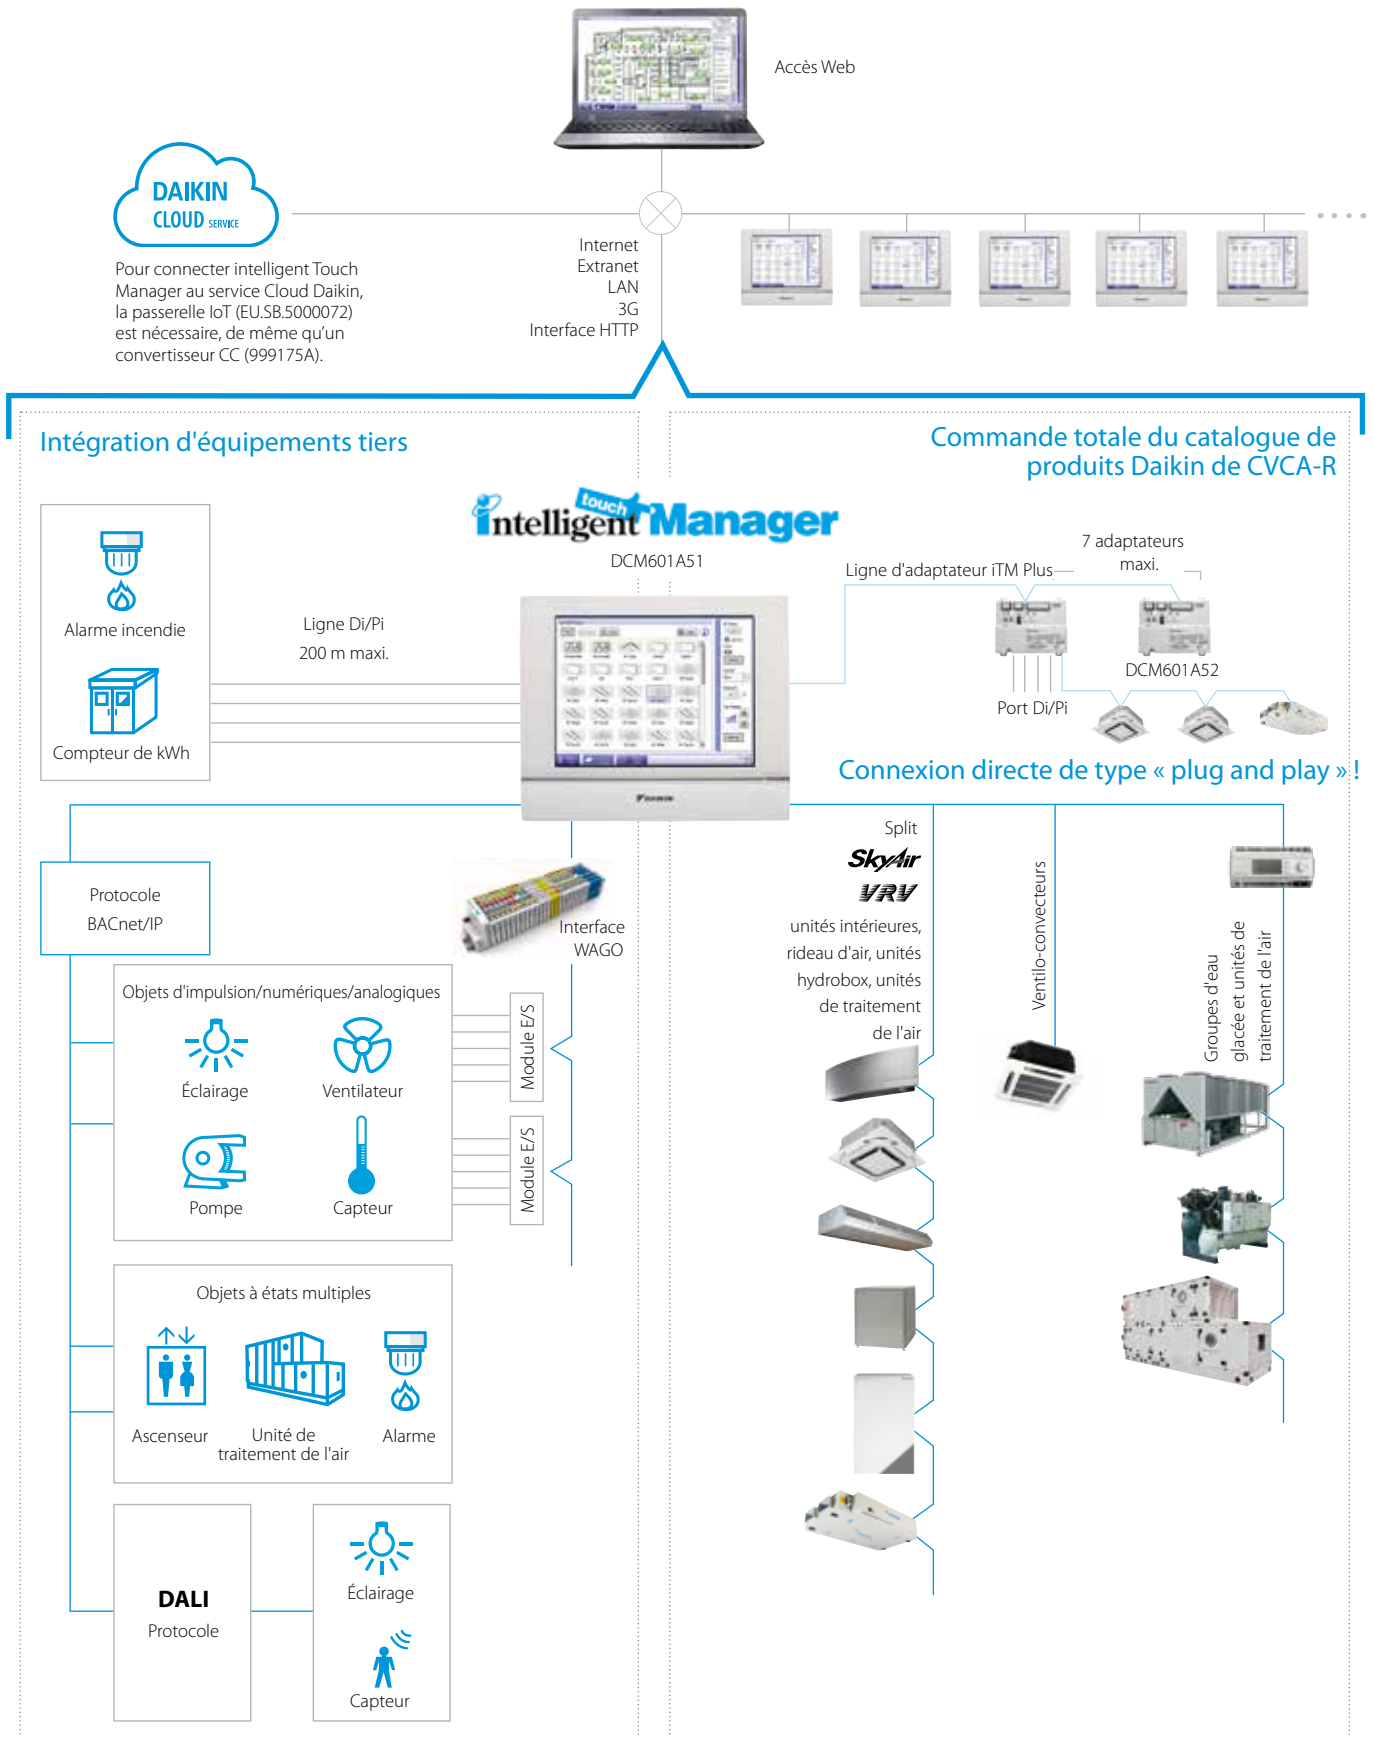 Accès Web
DAIKIN
CLOUD SERVICE
Pour connecter intelligent Touch
Manager au service Cloud Daikin,
la passerelle IoT (EU.SB.5000072)
est nécessaire, de même qu'un
convertisseur CC (999175A).
Internet
Extranet
LAN
3G
Interface HTTP
Intégration d'équipements tiers
Commande totale du catalogue de
produits Daikin de CVCA-R
intelligent touch Manager
DCM601A51
Alarme incendie
Compteur de kWh
Ligne Di/Pi
200 m maxi.
Ligne d'adaptateur iTM Plus
7 adaptateurs
maxi.
DCM601A52
Port Di/Pi
DAIKIN
Connexion directe de type « plug and play » !
Protocole
BACnet/IP
Interface
WAGO
Objets d'impulsion/numériques/analogiques
Éclairage
Ventilateur
Pompe
Capteur
Module E/S
Module E/S
Objets à états multiples
Ascenseur
Unité de
traitement de l'air
Alarme
DALI
Protocole
Éclairage
Capteur
Split
SkyAir
VRV
unités intérieures,
rideau d'air, unités
hydrobox, unités
de traitement
de l'air
Ventilo-convecteurs
Groupes d'eau
glacée et unités de
traitement de l'air